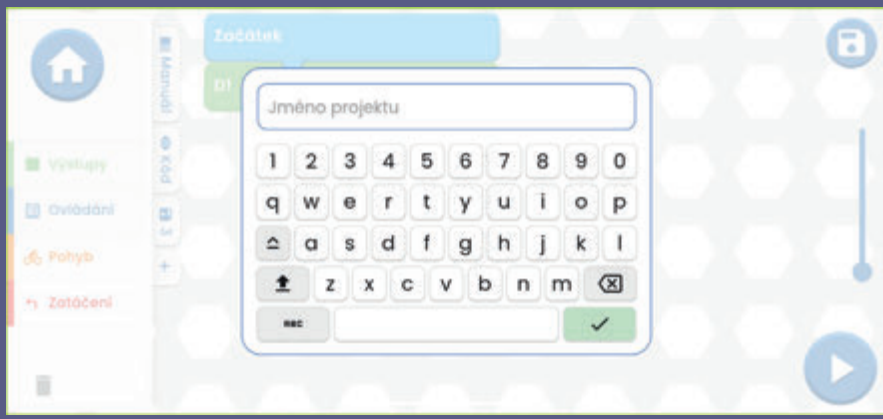 Začátek
D1
Manuál
Kód
Výstupy
Ovládání
Pohyb
Zatáčení
Jméno projektu
1 2 3 4 5 6 7 8 9 0
q w e r t y u i o p
a s d f g h j k l
z x c v b n m